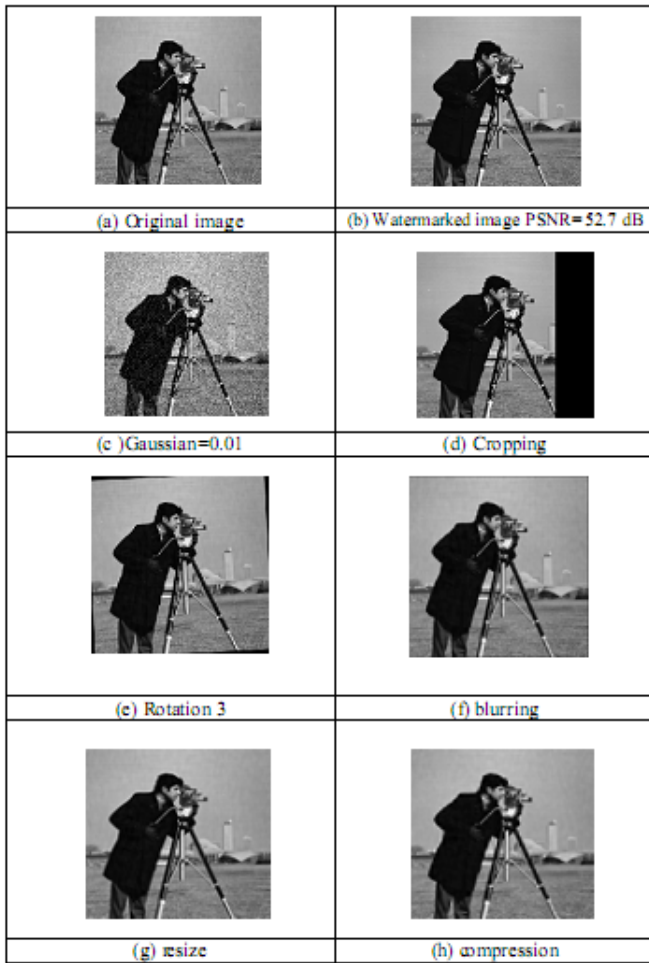 (a) Original image
(b) Watermarked image PSNR=52.7 dB
(c )Gaussian=0.01
(d) Cropping
(e) Rotation 3
(f) blurring
(g) resize
(h) compression